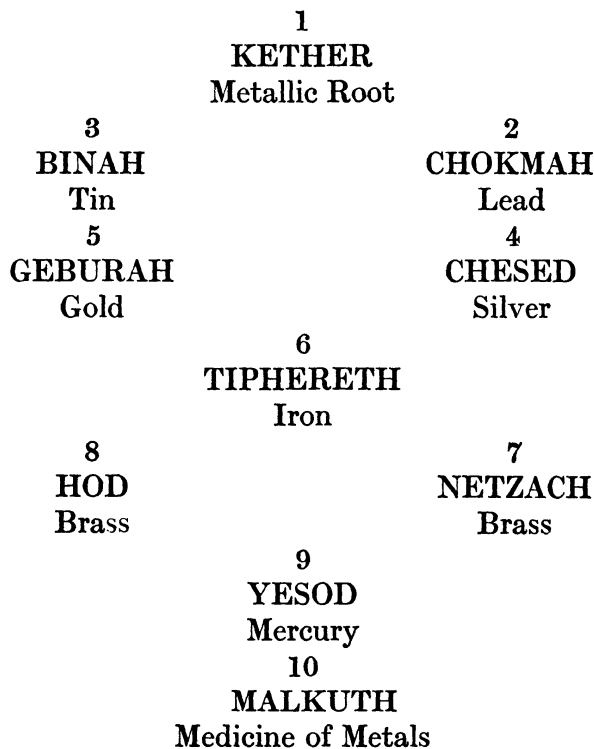 1
KETHER
Metallic Root
3 2
BINAH CHOKMAH
Tin Lead
5 4
GEBURAH CHESED
Gold Silver
6
TIPHERETH
Iron
8 7
HOD NETZACH
Brass Brass
9
YESOD
Mercury
10
MALKUTH
Medicine of Metals